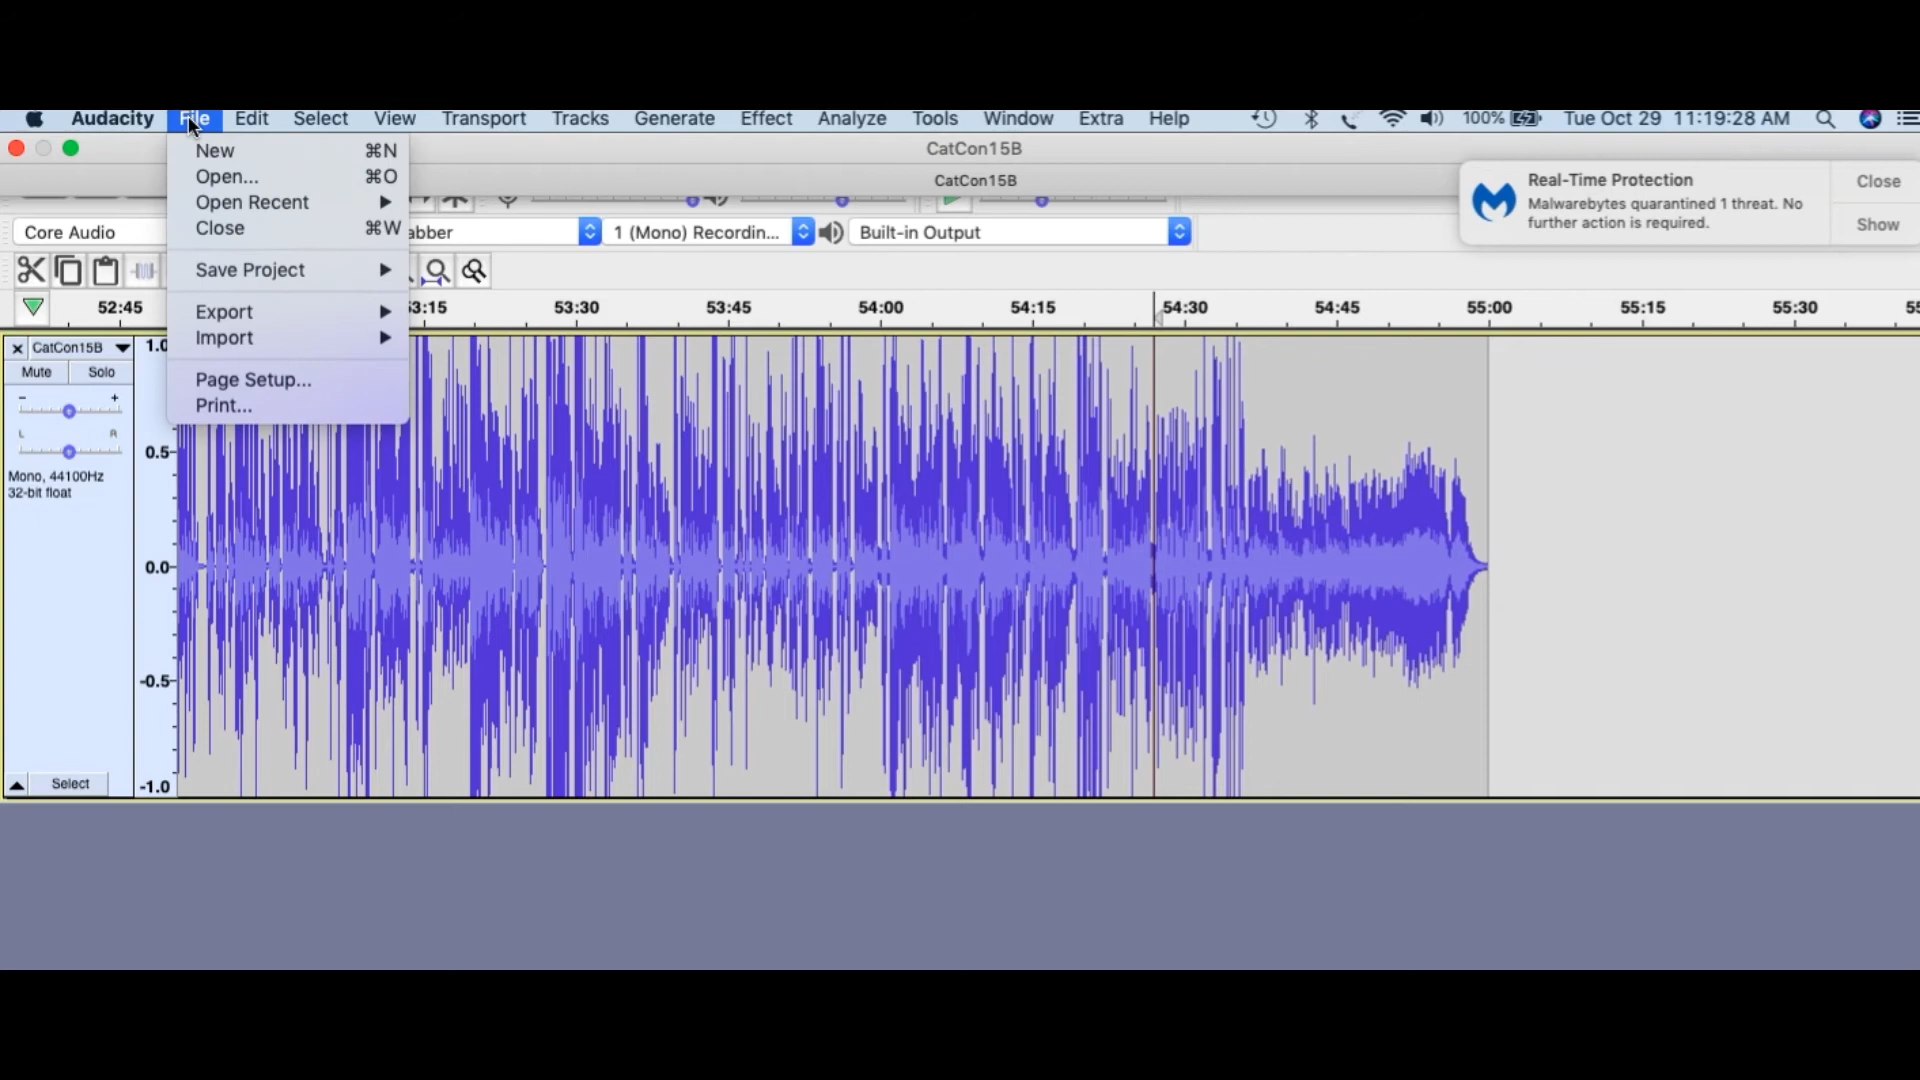 Audacity File Edit Select View Transport Tracks Generate Effect Analyze Tools Window Extra Help 100% Tue Oct 29 11:19:28 AM
CatCon15B
CatCon15B
New ⌘N
Open... ⌘O
Open Recent
Close ⌘W
Save Project
Export
Import
Page Setup...
Print...
Real-Time Protection
Malwarebytes quarantined 1 threat. No
further action is required.
Close
Show
Core Audio
1 (Mono) Recordin...
Built-in Output
52:45 53:30 53:45 54:00 54:15 54:30 54:45 55:00 55:15 55:30
CatCon15B
Mute Solo
- +
L R
Mono, 44100Hz
32-bit float
Select
1.0
0.5
0.0
-0.5
-1.0